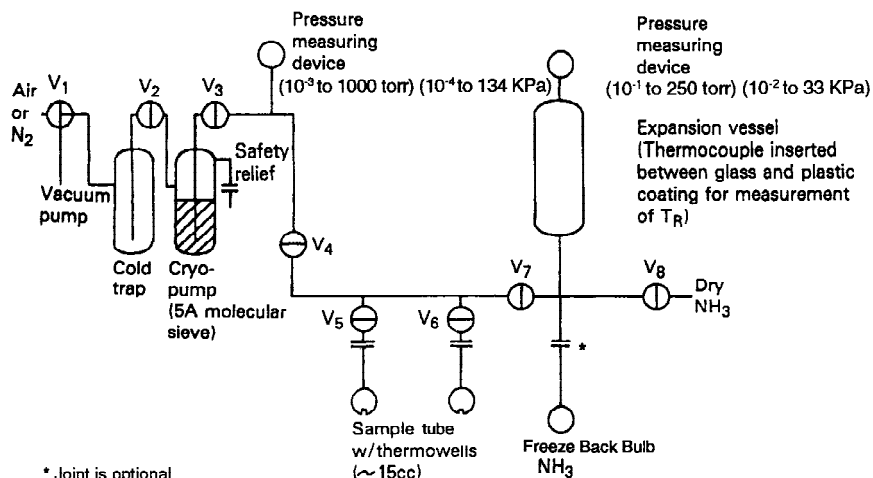 Pressure
measuring
device
(10-3 to 1000 torr) (10-4 to 134 KPa)
Pressure
measuring
device
(10-1 to 250 torr) (10-2 to 33 KPa)
Expansion vessel
(Thermocouple inserted
between glass and plastic
coating for measurement
of TR)
Air
or
N2
V1
V2
V3
Safety
relief
Vacuum
pump
Cold
trap
Cryo-
pump
(5A molecular
sieve)
V4
V5
V6
V7
V8
Dry
NH3
*
Sample tube
w/thermowells
(~15cc)
Freeze Back Bulb
NH3
* Joint is optional